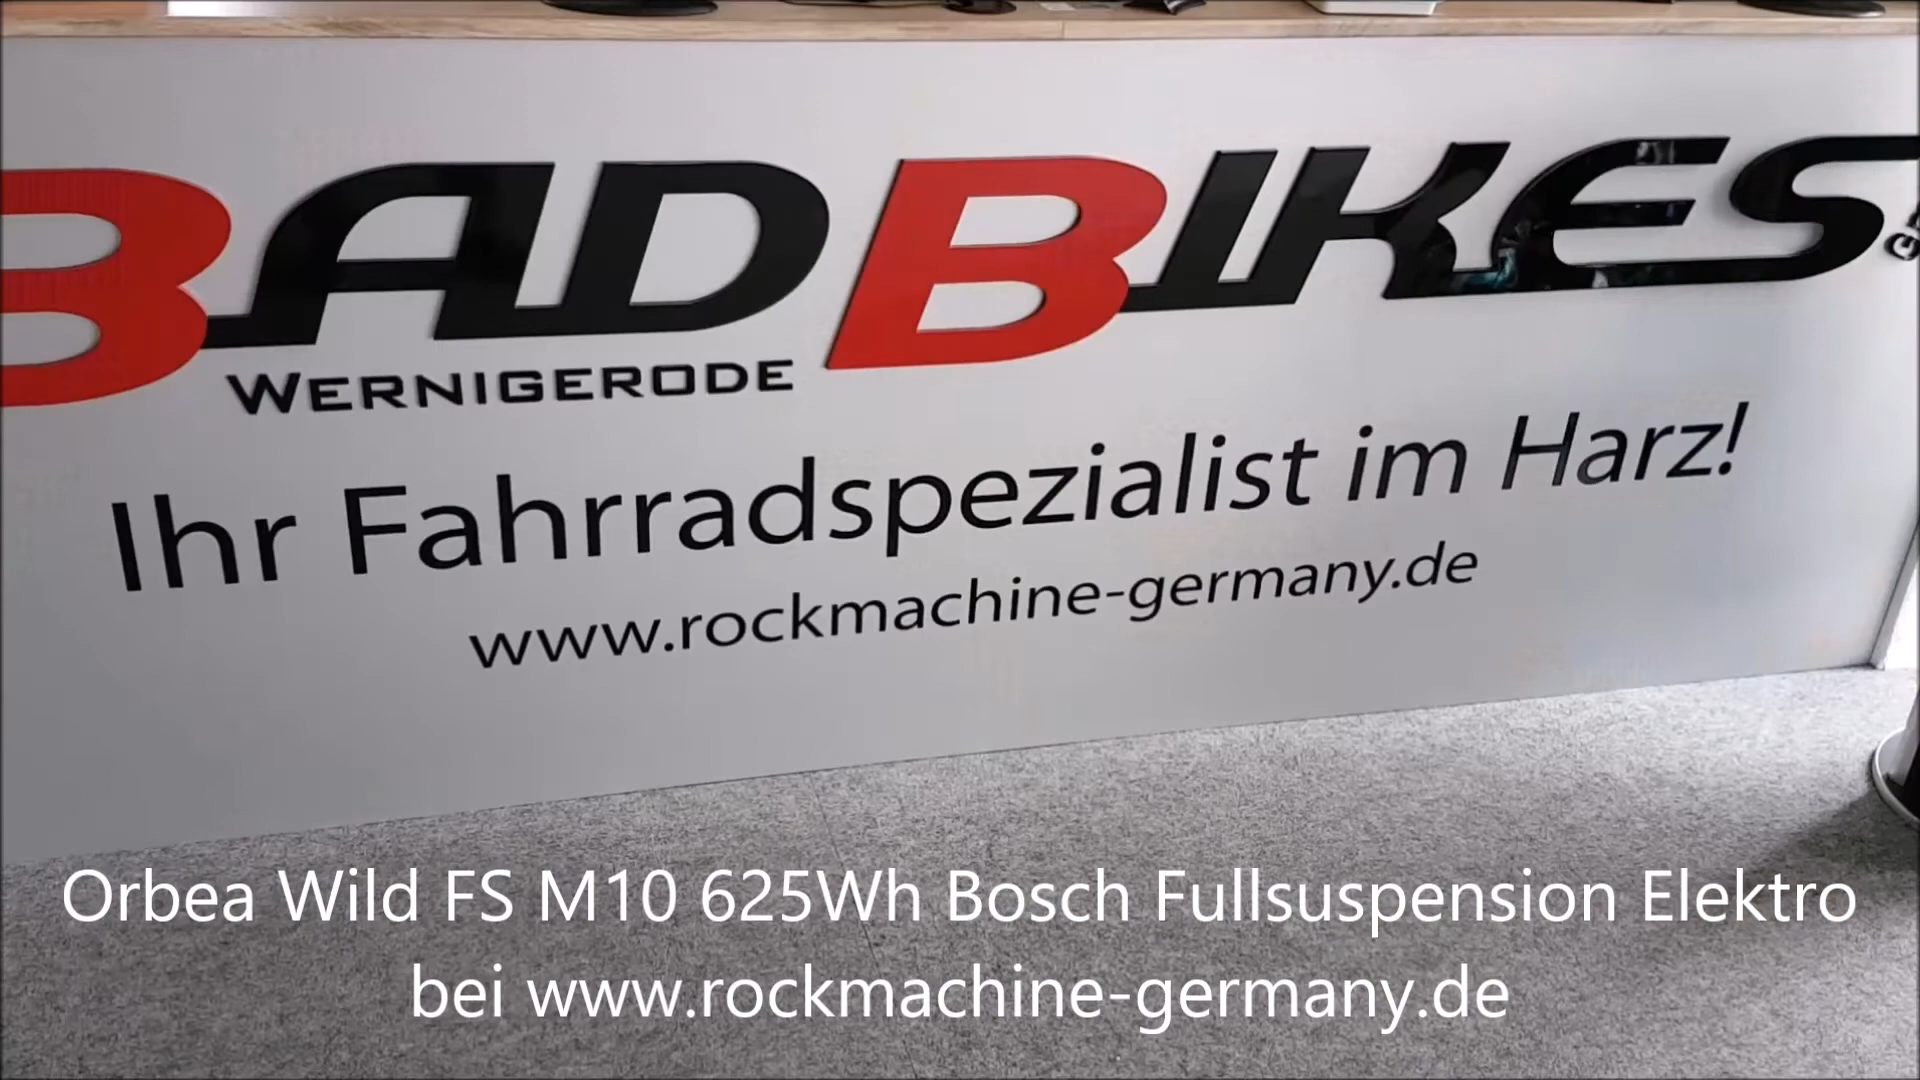 BADBIKES
WERNIGERODE
Ihr Fahrradspezialist im Harz!
www.rockmachine-germany.de
Orbea Wild FS M10 625Wh Bosch Fullsuspension Elektro
bei www.rockmachine-germany.de